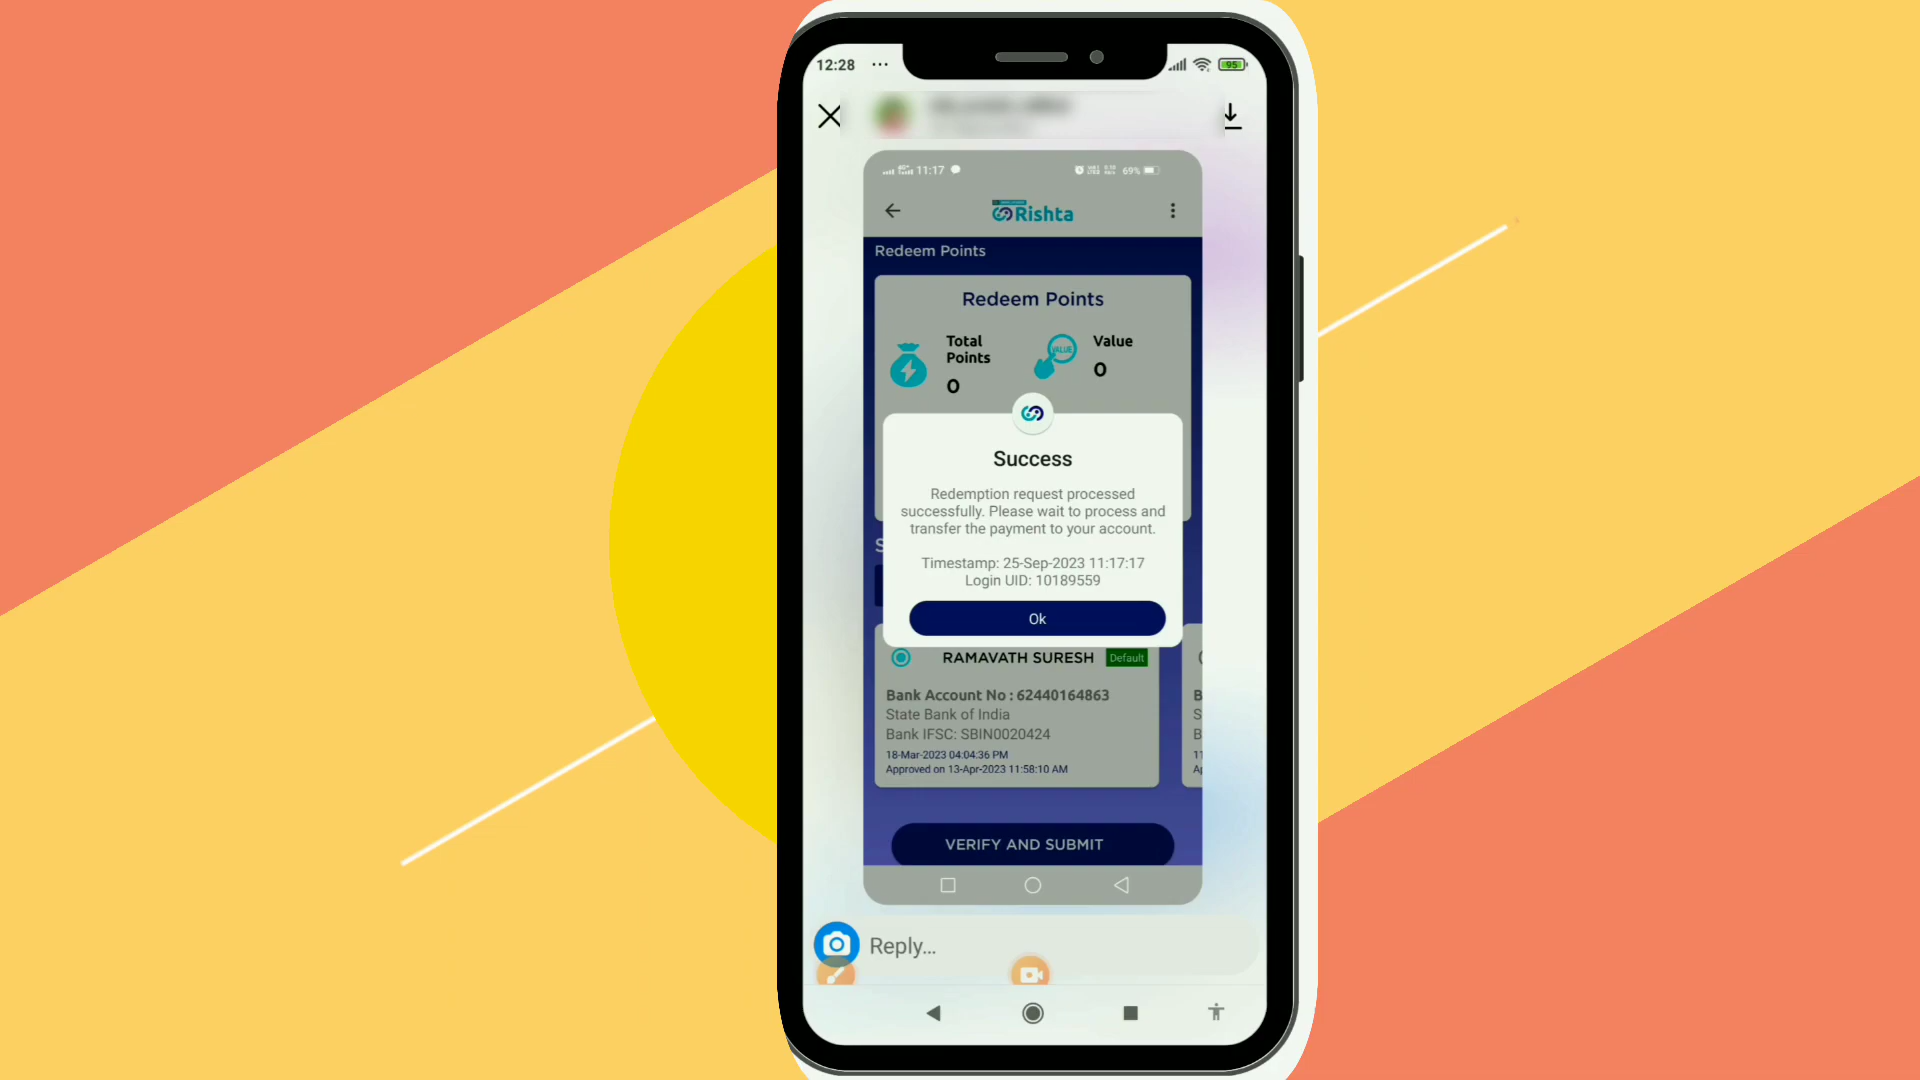 12:28 ...
95
11:17
69%
Rishta
Redeem Points
Redeem Points
Total
Points
0
VALUE
Value
0
Success
Redemption request processed
successfully. Please wait to process and
transfer the payment to your account.
Timestamp: 25-Sep-2023 11:17:17
Login UID: 10189559
Ok
S
RAMAVATH SURESH
Default
Bank Account No : 62440164863
State Bank of India
Bank IFSC: SBIN0020424
18-Mar-2023 04:04:36 PM
Approved on 13-Apr-2023 11:58:10 AM
B
S
B
11
Ap
VERIFY AND SUBMIT
Reply...